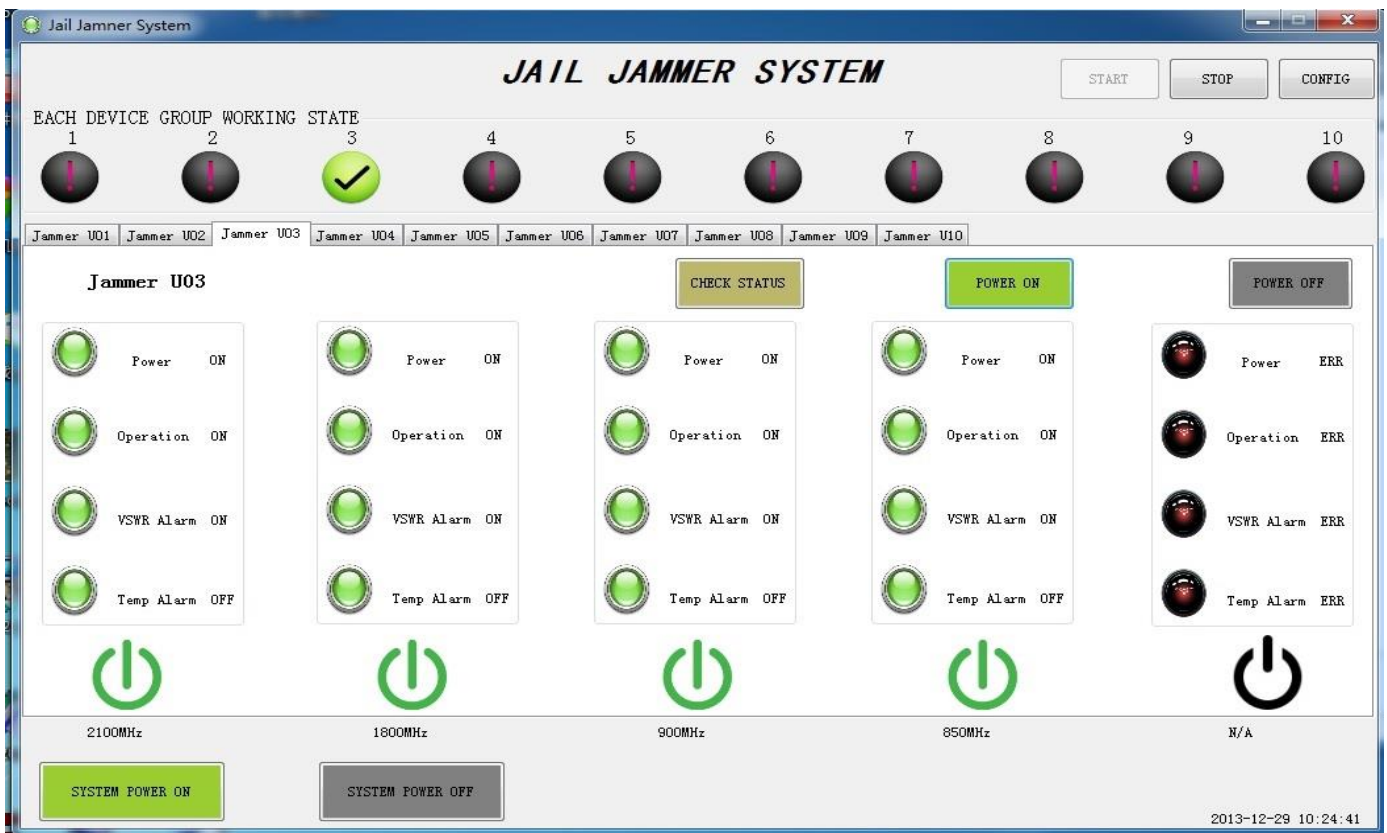 Jail Jamner System
JAIL JAMMER SYSTEM
START STOP CONFIG
EACH DEVICE GROUP WORKING STATE
1 2 3 4 5 6 7 8 9 10
Jammer U01 Jammer U02 Jammer U03 Jammer U04 Jammer U05 Jammer U06 Jammer U07 Jammer U08 Jammer U09 Jammer U10
Jammer U03 CHECK STATUS POWER ON POWER OFF
Power ON Power ON Power ON Power ON Power ERR
Operation ON Operation ON Operation ON Operation ON Operation ERR
VSWR Alarm ON VSWR Alarm ON VSWR Alarm ON VSWR Alarm ON VSWR Alarm ERR
Temp Alarm OFF Temp Alarm OFF Temp Alarm OFF Temp Alarm OFF Temp Alarm ERR
2100MHz 1800MHz 900MHz 850MHz N/A
SYSTEM POWER ON SYSTEM POWER OFF
2013-12-29 10:24:41